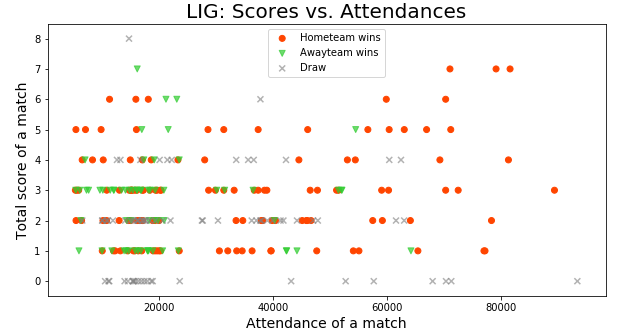 LIG: Scores vs. Attendances
Hometeam wins
Awayteam wins
Draw
Total score of a match
8
7
6
5
4
3
2
1
0
20000 40000 60000 80000
Attendance of a match